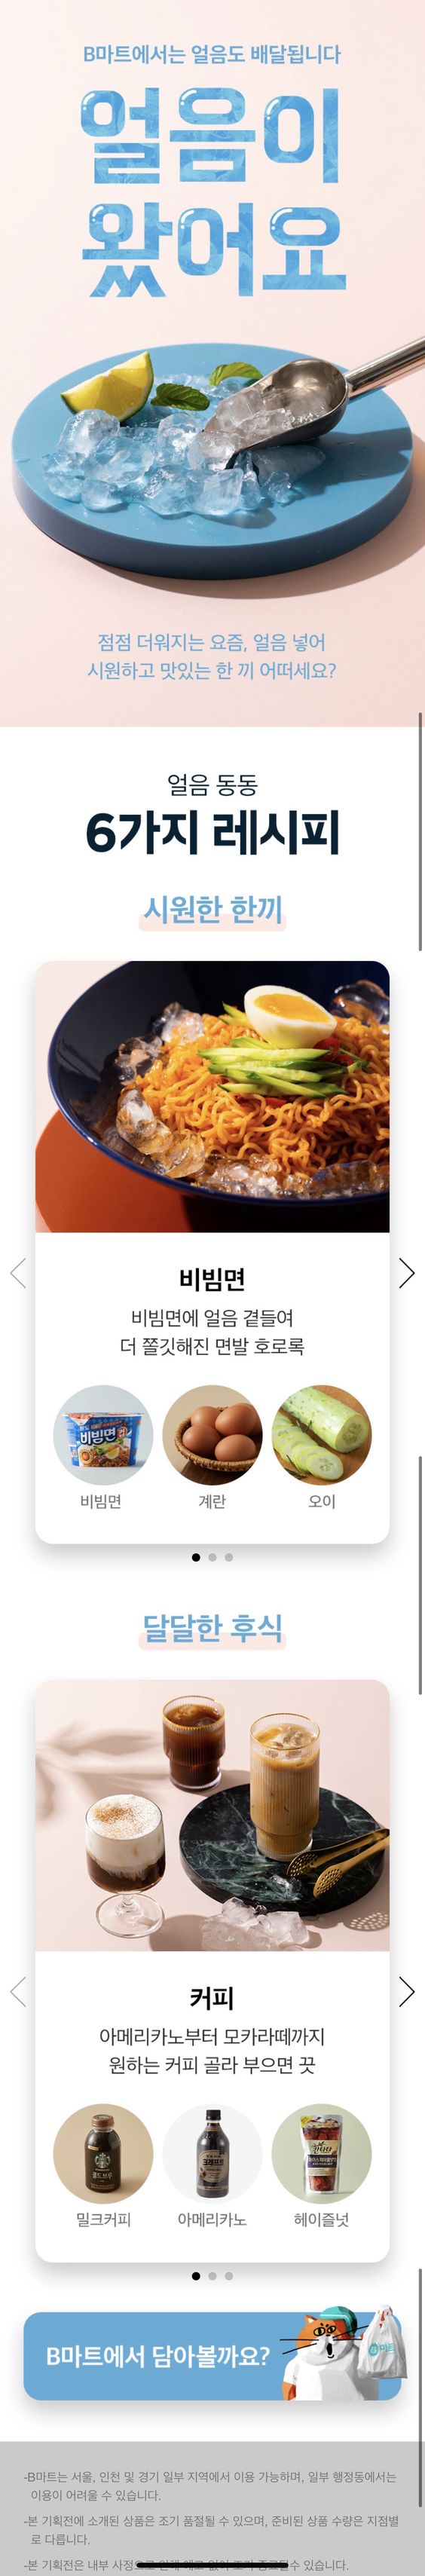 B마트에서는 얼음도 배달됩니다
얼음이
왔어요
점점 더워지는 요즘, 얼음 넣어
시원하고 맛있는 한 끼 어떠세요?
얼음 동동
6가지 레시피
시원한 한끼
비빔면
비빔면에 얼음 곁들여
더 쫄깃해진 면발 호로록
비빔면
비빔면
계란
오이
달달한 후식
커피
아메리카노부터 모카라떼까지
원하는 커피 골라 부으면 끗
밀크커피
아메리카노
헤이즐넛
B마트에서 담아볼까요?
B마트
-B마트는 서울, 인천 및 경기 일부 지역에서 이용 가능하며, 일부 행정동에서는
이용이 어려울 수 있습니다.
-본 기획전에 소개된 상품은 조기 품절될 수 있으며, 준비된 상품 수량은 지점별
로 다릅니다.
-본 기획전은 내부 사정 수 있습니다.